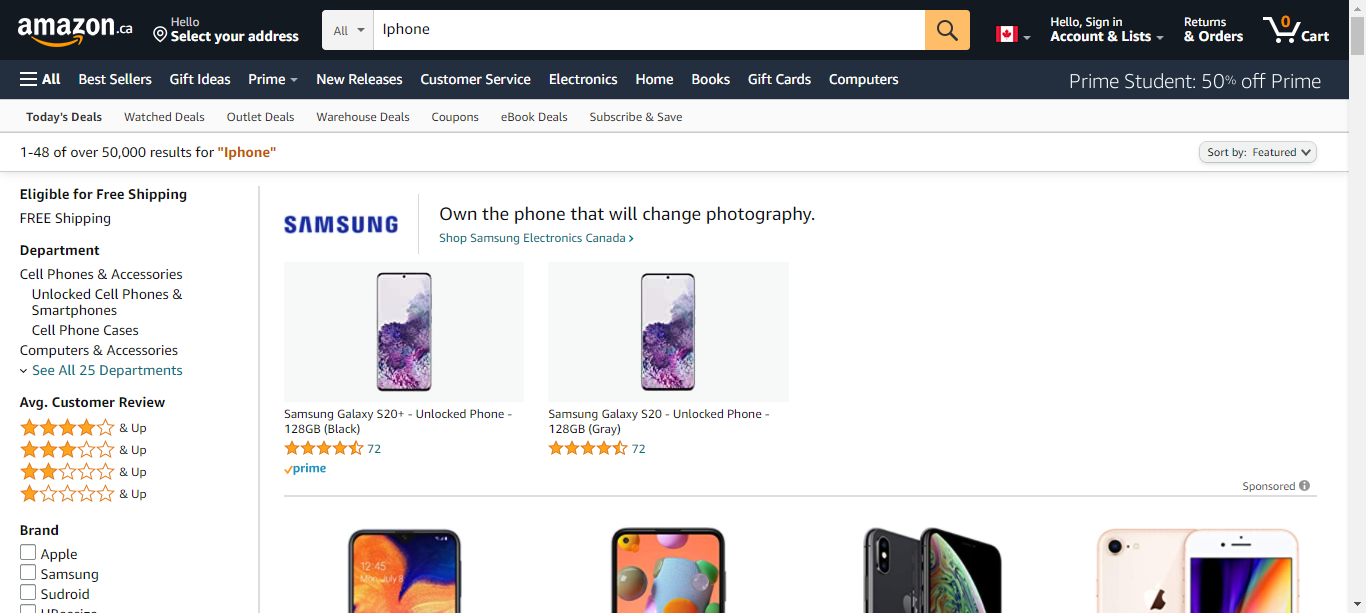 amazon.ca
Hello
Select your address
All
Iphone
Hello, Sign in
Account & Lists
Returns
& Orders
0
Cart
All
Best Sellers
Gift Ideas
Prime
New Releases
Customer Service
Electronics
Home
Books
Gift Cards
Computers
Prime Student: 50% off Prime
Today's Deals
Watched Deals
Outlet Deals
Warehouse Deals
Coupons
eBook Deals
Subscribe & Save
1-48 of over 50,000 results for "Iphone"
Sort by: Featured
Eligible for Free Shipping
FREE Shipping
Department
Cell Phones & Accessories
Unlocked Cell Phones &
Smartphones
Cell Phone Cases
Computers & Accessories
See All 25 Departments
Avg. Customer Review
& Up
& Up
& Up
& Up
Brand
Apple
Samsung
Sudroid
SAMSUNG
Own the phone that will change photography.
Shop Samsung Electronics Canada
Samsung Galaxy S20+ - Unlocked Phone -
128GB (Black)
72
prime
Samsung Galaxy S20 - Unlocked Phone -
128GB (Gray)
72
Sponsored
12:45
Monday, July 8